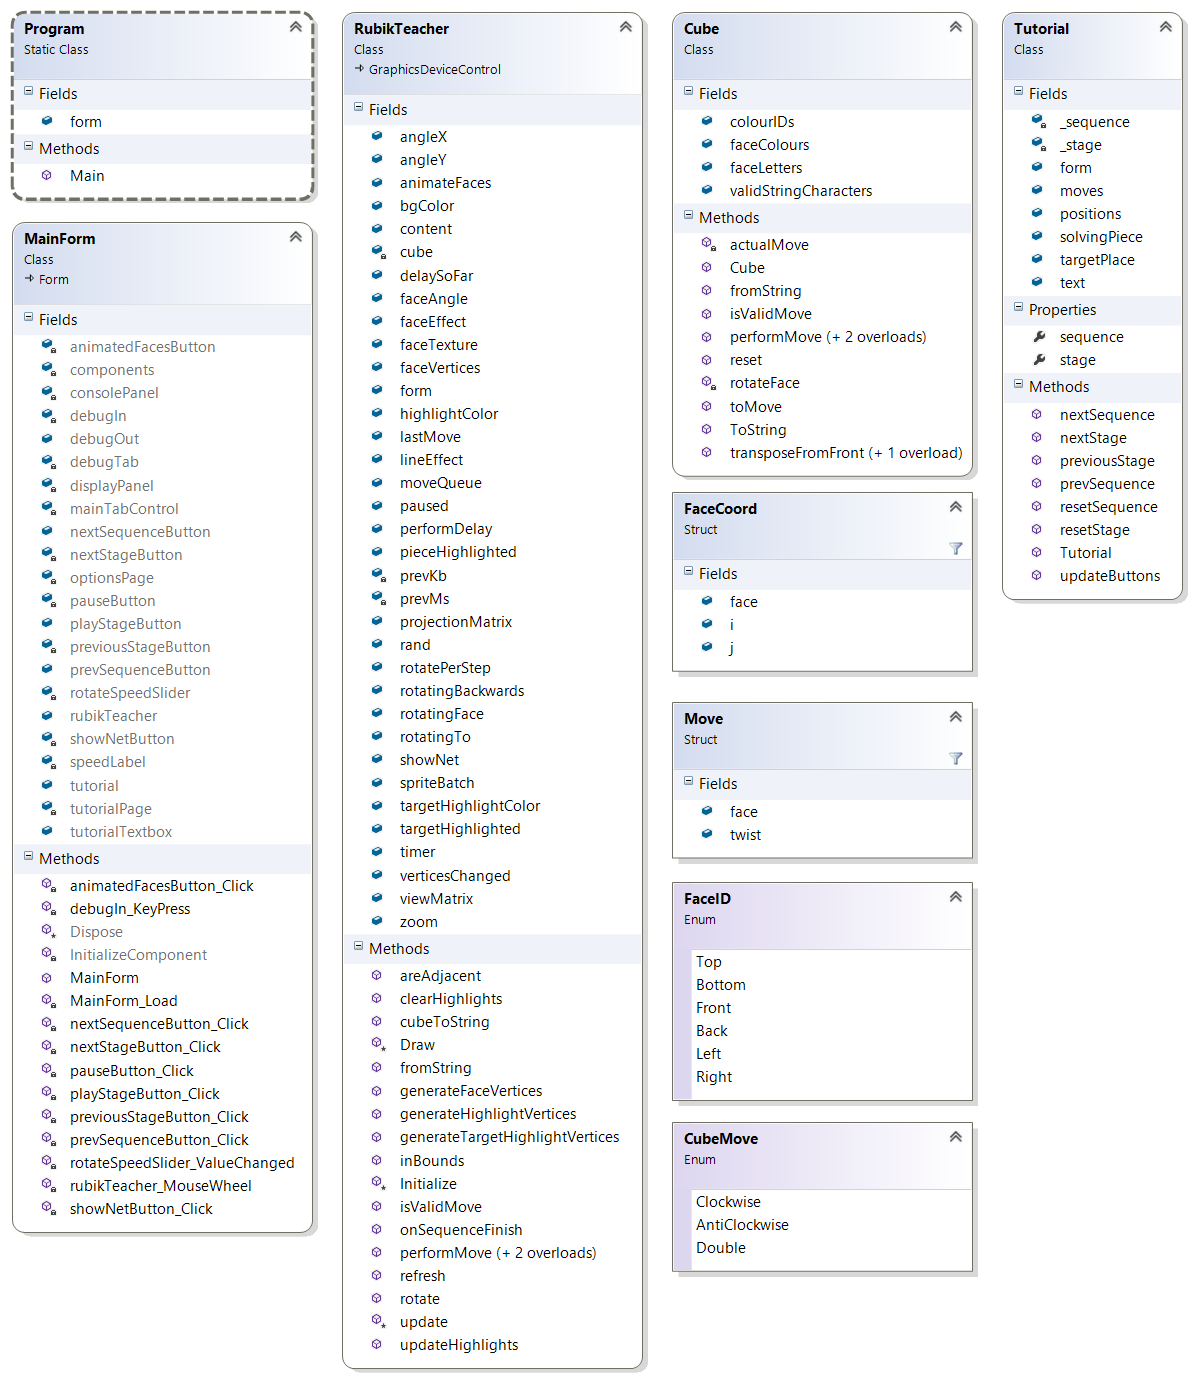 Program
Static Class
Fields
form
Methods
Main
MainForm
Class
Form
Fields
animatedFacesButton
components
consolePanel
debugIn
debugOut
debugTab
displayPanel
mainTabControl
nextSequenceButton
nextStageButton
optionsPage
pauseButton
playStageButton
previousStageButton
prevSequenceButton
rotateSpeedSlider
rubikTeacher
showNetButton
speedLabel
tutorial
tutorialPage
tutorialTextbox
Methods
animatedFacesButton_Click
debugIn_KeyPress
Dispose
InitializeComponent
MainForm
MainForm_Load
nextSequenceButton_Click
nextStageButton_Click
pauseButton_Click
playStageButton_Click
previousStageButton_Click
prevSequenceButton_Click
rotateSpeedSlider_ValueChanged
rubikTeacher_MouseWheel
showNetButton_Click
RubikTeacher
Class
GraphicsDeviceControl
Fields
angleX
angleY
animateFaces
bgColor
content
cube
delaySoFar
faceAngle
faceEffect
faceTexture
faceVertices
form
highlightColor
lastMove
lineEffect
moveQueue
paused
performDelay
pieceHighlighted
prevKb
prevMs
projectionMatrix
rand
rotatePerStep
rotatingBackwards
rotatingFace
rotatingTo
showNet
spriteBatch
targetHighlightColor
targetHighlighted
timer
verticesChanged
viewMatrix
zoom
Methods
areAdjacent
clearHighlights
cubeToString
Draw
fromString
generateFaceVertices
generateHighlightVertices
generateTargetHighlightVertices
inBounds
Initialize
isValidMove
onSequenceFinish
performMove (+ 2 overloads)
refresh
rotate
update
updateHighlights
Cube
Class
Fields
colourIDs
faceColours
faceLetters
validStringCharacters
Methods
actualMove
Cube
fromString
isValidMove
performMove (+ 2 overloads)
reset
rotateFace
toMove
ToString
transposeFromFront (+ 1 overload)
FaceCoord
Struct
Fields
face
i
j
Move
Struct
Fields
face
twist
FaceID
Enum
Top
Bottom
Front
Back
Left
Right
CubeMove
Enum
Clockwise
AntiClockwise
Double
Tutorial
Class
Fields
_sequence
_stage
form
moves
positions
solvingPiece
targetPlace
text
Properties
sequence
stage
Methods
nextSequence
nextStage
previousStage
prevSequence
resetSequence
resetStage
Tutorial
updateButtons